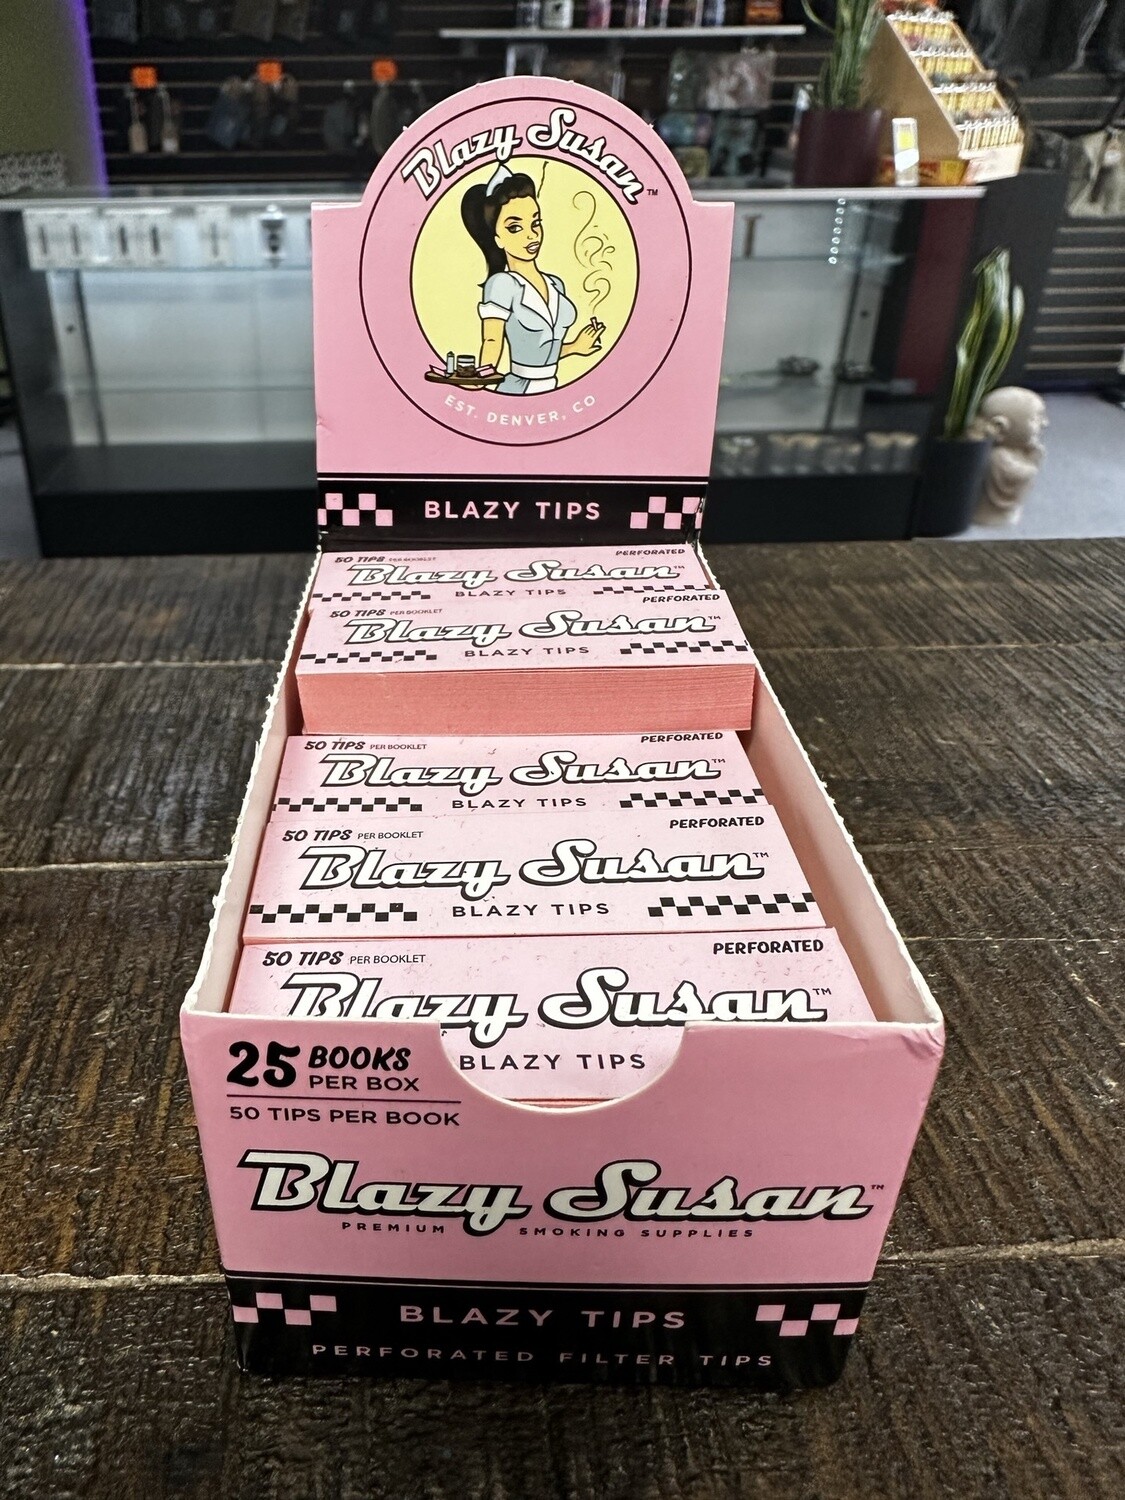 Blazy Susan™
EST. DENVER, CO
BLAZY TIPS
50 TIPS PER BOOKLET PERFORATED
Blazy Susan™
BLAZY TIPS
50 TIPS PER BOOKLET PERFORATED
Blazy Susan™
BLAZY TIPS
50 TIPS PER BOOKLET PERFORATED
Blazy Susan™
BLAZY TIPS
50 TIPS PER BOOKLET PERFORATED
Blazy Susan™
BLAZY TIPS
50 TIPS PER BOOKLET PERFORATED
Blazy Susan™
BLAZY TIPS
25 BOOKS
PER BOX
50 TIPS PER BOOK
Blazy Susan™
PREMIUM SMOKING SUPPLIES
BLAZY TIPS
PERFORATED FILTER TIPS